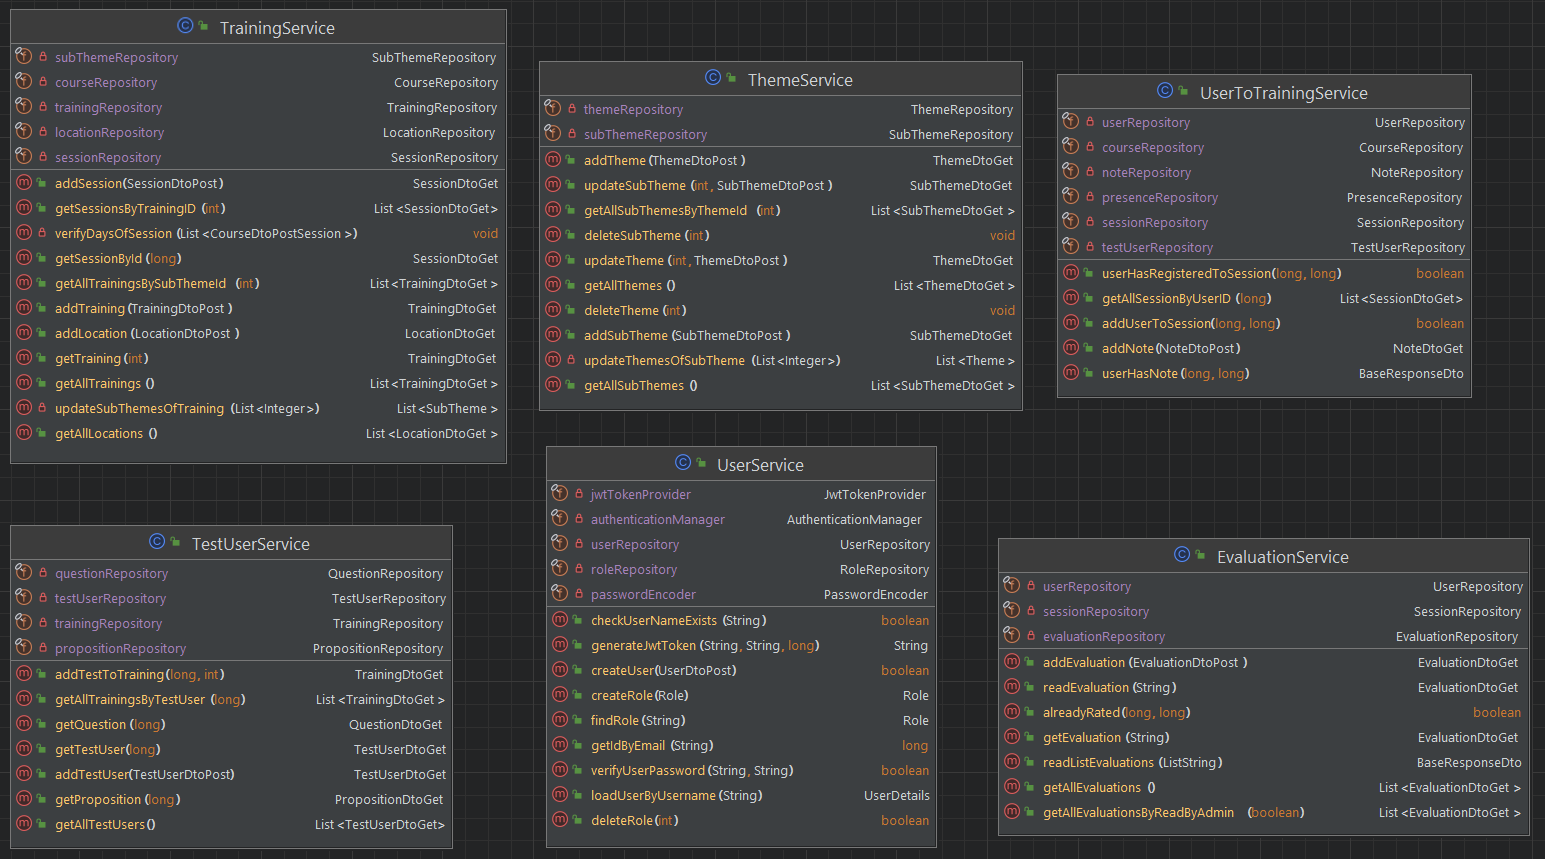 TrainingService
subThemeRepository SubThemeRepository
courseRepository CourseRepository
trainingRepository TrainingRepository
locationRepository LocationRepository
sessionRepository SessionRepository
addSession(SessionDtoPost) SessionDtoGet
getSessionsByTrainingID (int) List <SessionDtoGet>
verifyDaysOfSession (List <CourseDtoPostSession >) void
getSessionById (long) SessionDtoGet
getAllTrainingsBySubThemeId (int) List <TrainingDtoGet >
addTraining (TrainingDtoPost ) TrainingDtoGet
addLocation (LocationDtoPost ) LocationDtoGet
getTraining (int) TrainingDtoGet
getAllTrainings () List <TrainingDtoGet >
updateSubThemesOfTraining (List <Integer>) List <SubTheme >
getAllLocations () List <LocationDtoGet >
ThemeService
themeRepository ThemeRepository
subThemeRepository SubThemeRepository
addTheme (ThemeDtoPost ) ThemeDtoGet
updateSubTheme (int, SubThemeDtoPost ) SubThemeDtoGet
getAllSubThemesByThemeId (int) List <SubThemeDtoGet >
deleteSubTheme (int) void
updateTheme (int, ThemeDtoPost ) ThemeDtoGet
getAllThemes () List <ThemeDtoGet >
deleteTheme (int) void
addSubTheme (SubThemeDtoPost ) SubThemeDtoGet
updateThemesOfSubTheme (List <Integer>) List <Theme >
getAllSubThemes () List <SubThemeDtoGet >
UserToTrainingService
userRepository UserRepository
courseRepository CourseRepository
noteRepository NoteRepository
presenceRepository PresenceRepository
sessionRepository SessionRepository
testUserRepository TestUserRepository
userHasRegisteredToSession(long, long) boolean
getAllSessionByUserID (long) List <SessionDtoGet>
addUserToSession(long, long) boolean
addNote (NoteDtoPost) NoteDtoGet
userHasNote (long, long) BaseResponseDto
TestUserService
questionRepository QuestionRepository
testUserRepository TestUserRepository
trainingRepository TrainingRepository
propositionRepository PropositionRepository
addTestToTraining (long, int) TrainingDtoGet
getAllTrainingsByTestUser (long) List <TrainingDtoGet >
getQuestion (long) QuestionDtoGet
getTestUser(long) TestUserDtoGet
addTestUser(TestUserDtoPost) TestUserDtoGet
getProposition (long) PropositionDtoGet
getAllTestUsers() List <TestUserDtoGet>
UserService
jwtTokenProvider JwtTokenProvider
authenticationManager AuthenticationManager
userRepository UserRepository
roleRepository RoleRepository
passwordEncoder PasswordEncoder
checkUserNameExists (String) boolean
generateJwtToken (String, String, long) String
createUser(UserDtoPost) boolean
createRole (Role) Role
findRole (String) Role
getIdByEmail (String) long
verifyUserPassword (String, String) boolean
loadUserByUsername (String) UserDetails
deleteRole (int) boolean
EvaluationService
userRepository UserRepository
sessionRepository SessionRepository
evaluationRepository EvaluationRepository
addEvaluation (EvaluationDtoPost ) EvaluationDtoGet
readEvaluation (String) EvaluationDtoGet
alreadyRated (long, long) boolean
getEvaluation (String) EvaluationDtoGet
readListEvaluations (ListString) BaseResponseDto
getAllEvaluations () List <EvaluationDtoGet >
getAllEvaluationsByReadByAdmin (boolean) List <EvaluationDtoGet >